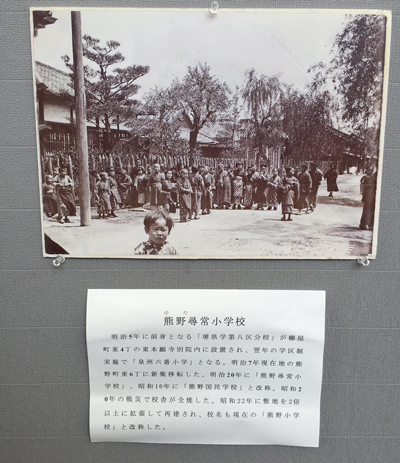 ゆや
熊野尋常小学校
明治5年に前身となる「堺県学第八区分校」が櫛屋
町東4丁の東本願寺別院内に設置され、翌年の学区制
実施で「泉州六番小学」となる。明治7年現在地の熊
野町東6丁に新築移転した。明治20年に「熊野尋常小
学校」、昭和16年に「熊野国民学校」と改称。昭和2
0年の戦災で校舎が全焼した。昭和22年に敷地を2倍
以上に拡張して再建され、校名も現在の「熊野小学
校」と改称した。